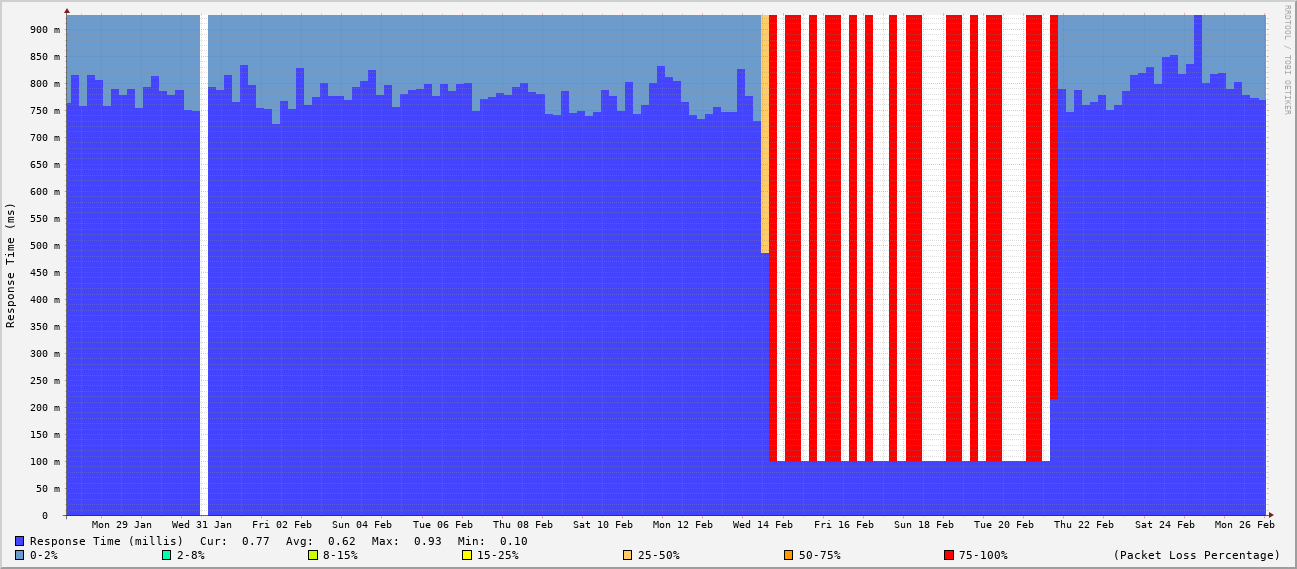 RRDTOOL / TOBI OETIKER
Response Time (ms)
900 m
850 m
800 m
750 m
700 m
650 m
600 m
550 m
500 m
450 m
400 m
350 m
300 m
250 m
200 m
150 m
100 m
50 m
0
Mon 29 Jan Wed 31 Jan Fri 02 Feb Sun 04 Feb Tue 06 Feb Thu 08 Feb Sat 10 Feb Mon 12 Feb Wed 14 Feb Fri 16 Feb Sun 18 Feb Tue 20 Feb Thu 22 Feb Sat 24 Feb Mon 26 Feb
Response Time (millis) Cur: 0.77 Avg: 0.62 Max: 0.93 Min: 0.10
0-2% 2-8% 8-15% 15-25% 25-50% 50-75% 75-100% (Packet Loss Percentage)